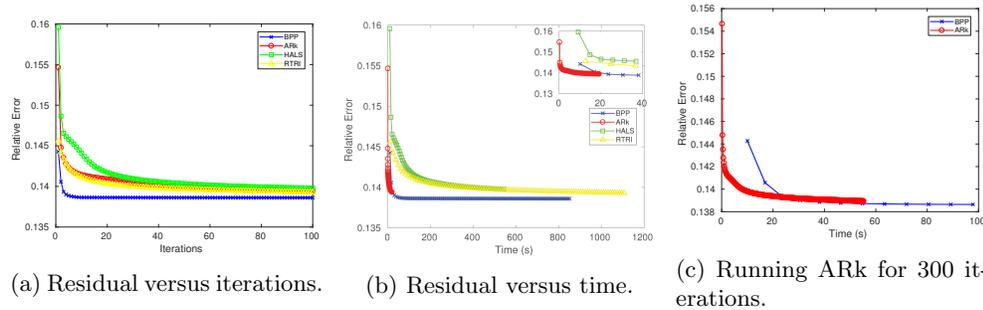 0.16
0.155
0.15
0.145
0.14
0.135
0 20 40 60 80 100
Iterations
Relative Error
BPP
ARk
HALS
RTRI
(a) Residual versus iterations.
0.16
0.155
0.15
0.145
0.14
0.135
0 200 400 600 800 1000 1200
Time (s)
Relative Error
0.16
0.15
0.14
0.13
0 20 40
BPP
ARk
HALS
RTRI
(b) Residual versus time.
0.156
0.154
0.152
0.15
0.148
0.146
0.144
0.142
0.14
0.138
0 20 40 60 80 100
Time (s)
Relative Error
BPP
ARk
(c) Running ARk for 300 it-
erations.